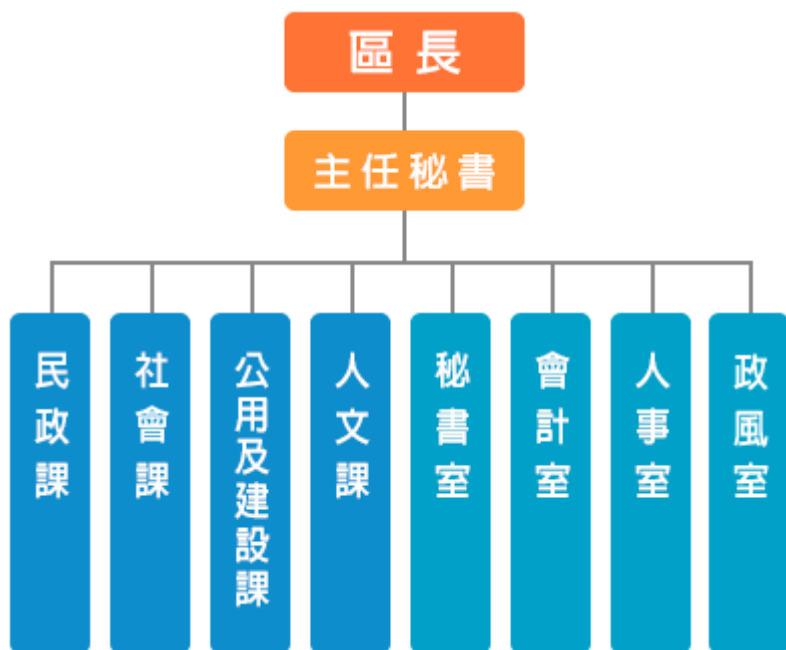 區長
主任秘書
民政課
社會課
公用及建設課
人文課
秘書室
會計室
人事室
政風室